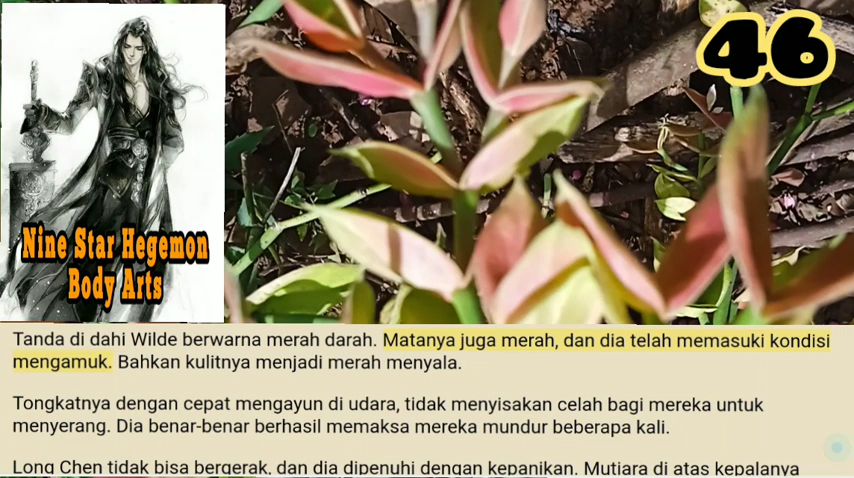 46
Nine Star Hegemon
Body Arts
Tanda di dahi Wilde berwarna merah darah. Matanya juga merah, dan dia telah memasuki kondisi
mengamuk. Bahkan kulitnya menjadi merah menyala.
Tongkatnya dengan cepat mengayun di udara, tidak menyisakan celah bagi mereka untuk
menyerang. Dia benar-benar berhasil memaksa mereka mundur beberapa kali.
Long Chen tidak bisa bergerak, dan dia dipenuhi dengan kepanikan. Mutiara di atas kepalanya